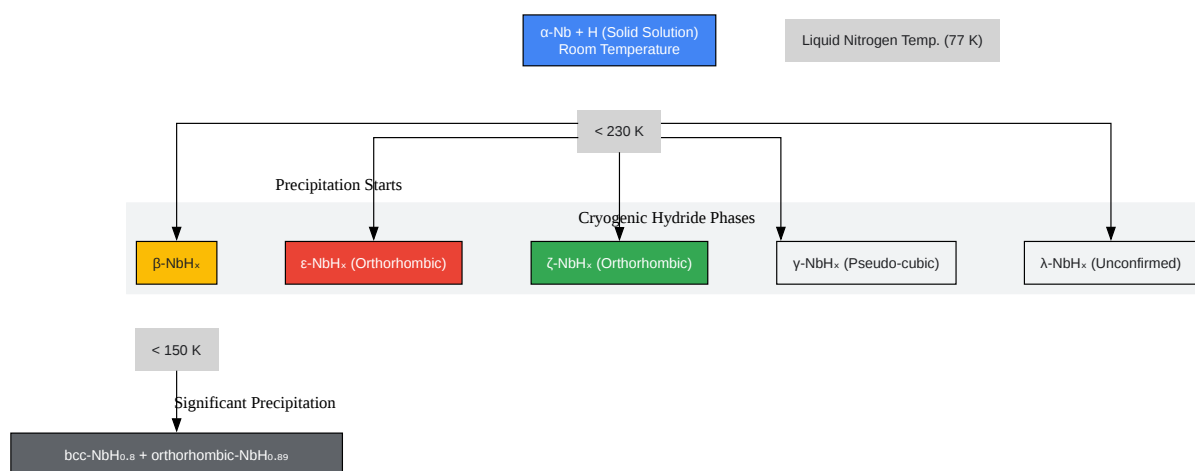 α-Nb + H (Solid Solution)
Room Temperature
Liquid Nitrogen Temp. (77 K)
< 230 K
Precipitation Starts
Cryogenic Hydride Phases
β-NbHₓ
ε-NbHₓ (Orthorhombic)
ζ-NbHₓ (Orthorhombic)
γ-NbHₓ (Pseudo-cubic)
λ-NbHₓ (Unconfirmed)
< 150 K
Significant Precipitation
bcc-NbH₀.₈ + orthorhombic-NbH₀.₈₉